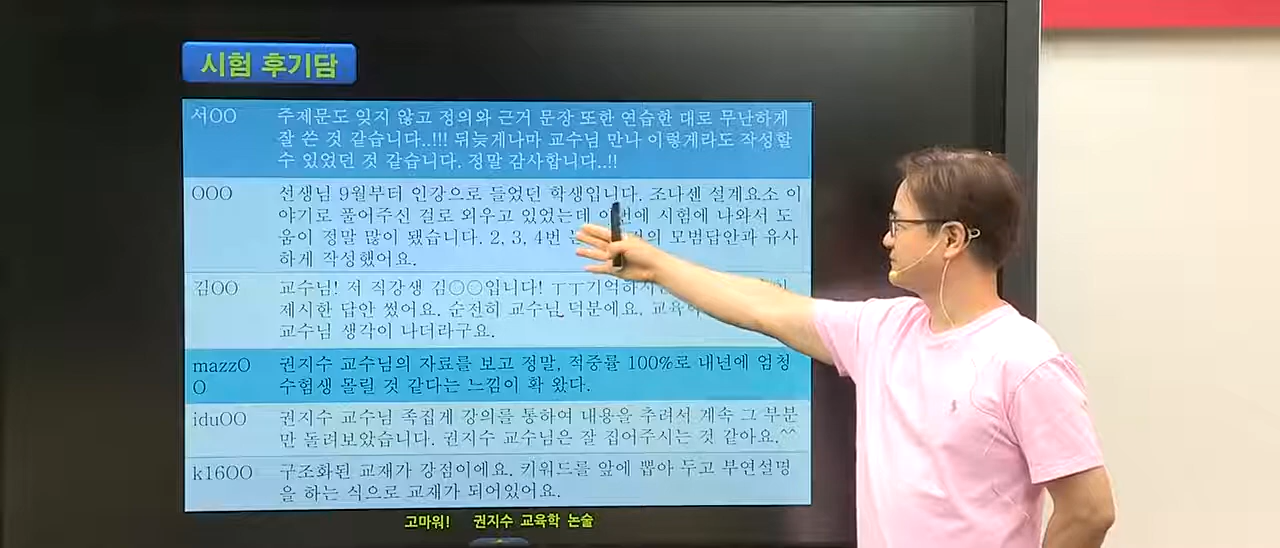 시험 후기담
서OO 주제문도 잊지 않고 정의와 근거 문장 또한 연습한 대로 무난하게
잘 쓴 것 같습니다..!!! 뒤늦게나마 교수님 만나 이렇게라도 작성할
수 있었던 것 같습니다. 정말 감사합니다..!!
OOO 선생님 9월부터 인강으로 들었던 학생입니다. 조나센 설계요소 이
야기로 풀어주신 걸로 외우고 있었는데 시험에 나와서 도
움이 정말 많이 됐습니다. 2, 3, 4번 모범답안과 유사
하게 작성했어요.
김OO 교수님! 저 직강생 김○○입니다! ㅜㅜ기억하시
제시한 답안 썼어요. 순전히 교수님 덕분에요.
교수님 생각이 나더라구요.
mazzO 권지수 교수님의 자료를 보고 정말, 적중률 100%로 내년에 엄청
O 수험생 몰릴 것 같다는 느낌이 확 왔다.
iduOO 권지수 교수님 족집게 강의를 통하여 내용을 추려서 계속 그 부분
만 돌려보았습니다. 권지수 교수님은 잘 집어주시는 것 같아요.^^
k16OO 구조화된 교재가 강점이에요. 키워드를 앞에 뽑아 두고 부연설명
을 하는 식으로 교재가 되어있어요.
고마워! 권지수 교육학 논술